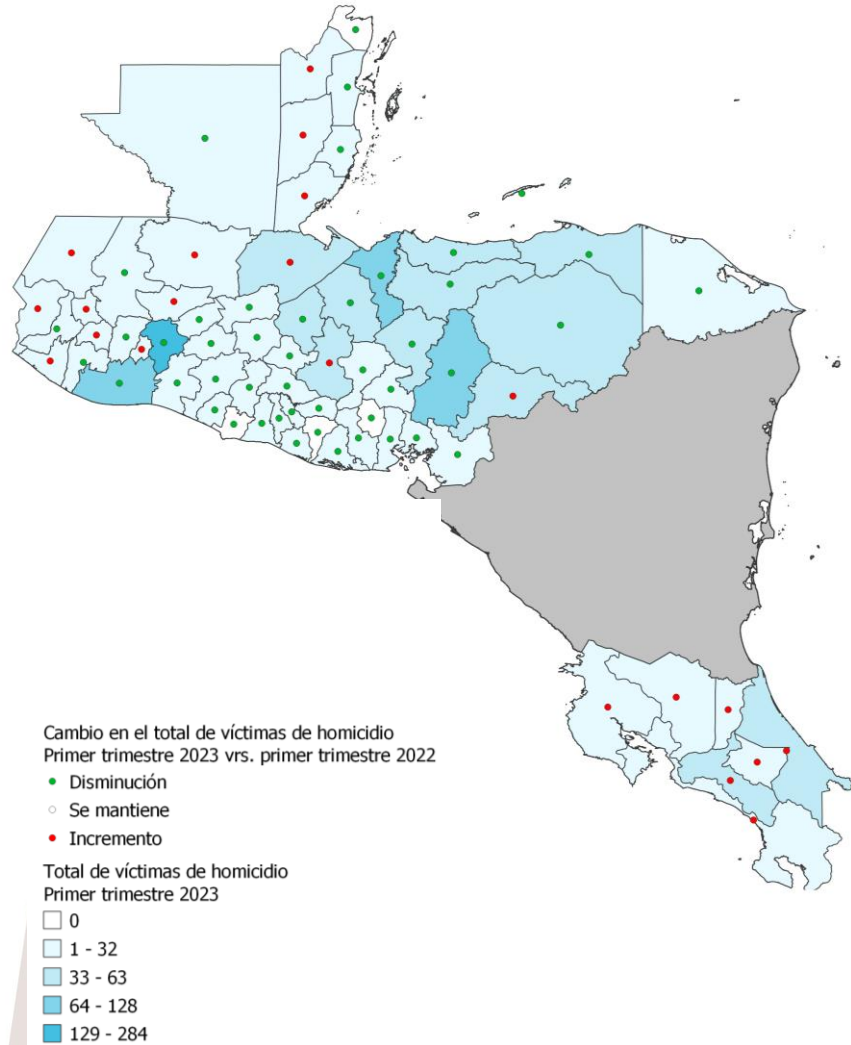 Cambio en el total de víctimas de homicidio
Primer trimestre 2023 vrs. primer trimestre 2022
Disminución
Se mantiene
Incremento
Total de víctimas de homicidio
Primer trimestre 2023
0
1 - 32
33 - 63
64 - 128
129 - 284